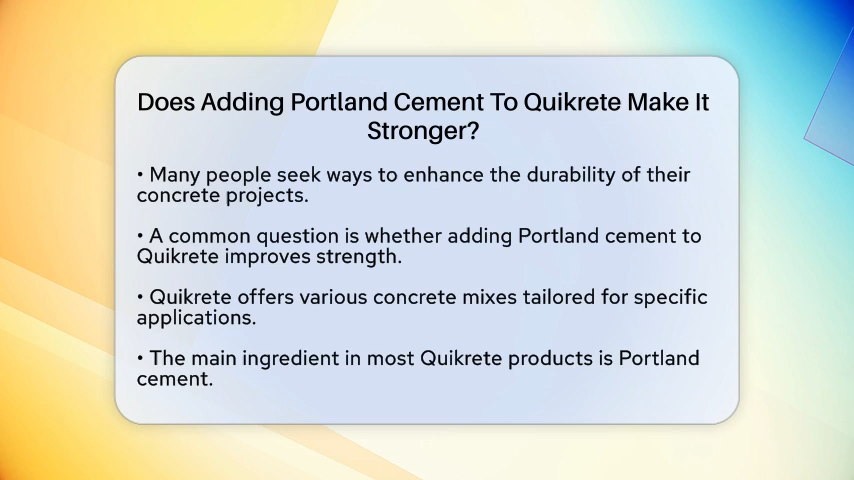 Does Adding Portland Cement To Quikrete Make It
Stronger?
• Many people seek ways to enhance the durability of their
concrete projects.
• A common question is whether adding Portland cement to
Quikrete improves strength.
• Quikrete offers various concrete mixes tailored for specific
applications.
• The main ingredient in most Quikrete products is Portland
cement.